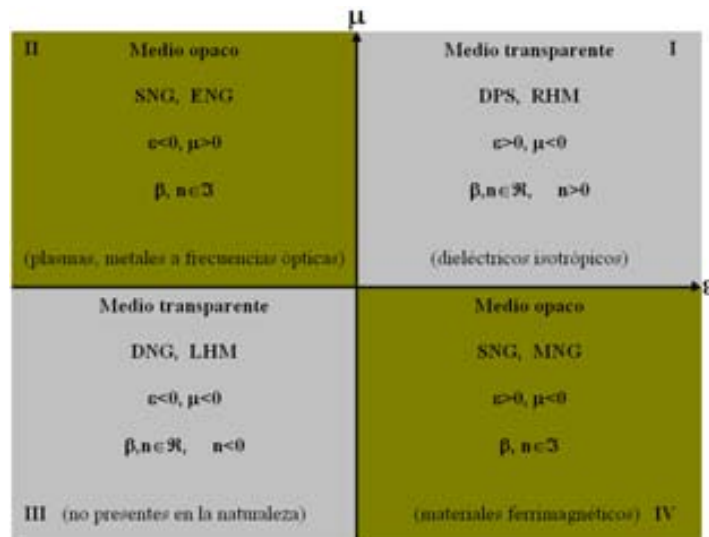 μ
II Medio opaco
SNG, ENG
ε<0, μ>0
β, n∈ℑ
(plasmas, metales a frecuencias ópticas)
Medio transparente I
DPS, RHM
ε>0, μ<0
β,n∈ℜ, n>0
(dieléctricos isotrópicos)
ε
Medio transparente
DNG, LHM
ε<0, μ<0
β,n∈ℜ, n<0
III (no presentes en la naturaleza)
Medio opaco
SNG, MNG
ε>0, μ<0
β, n∈ℑ
(materiales ferrimagnéticos) IV